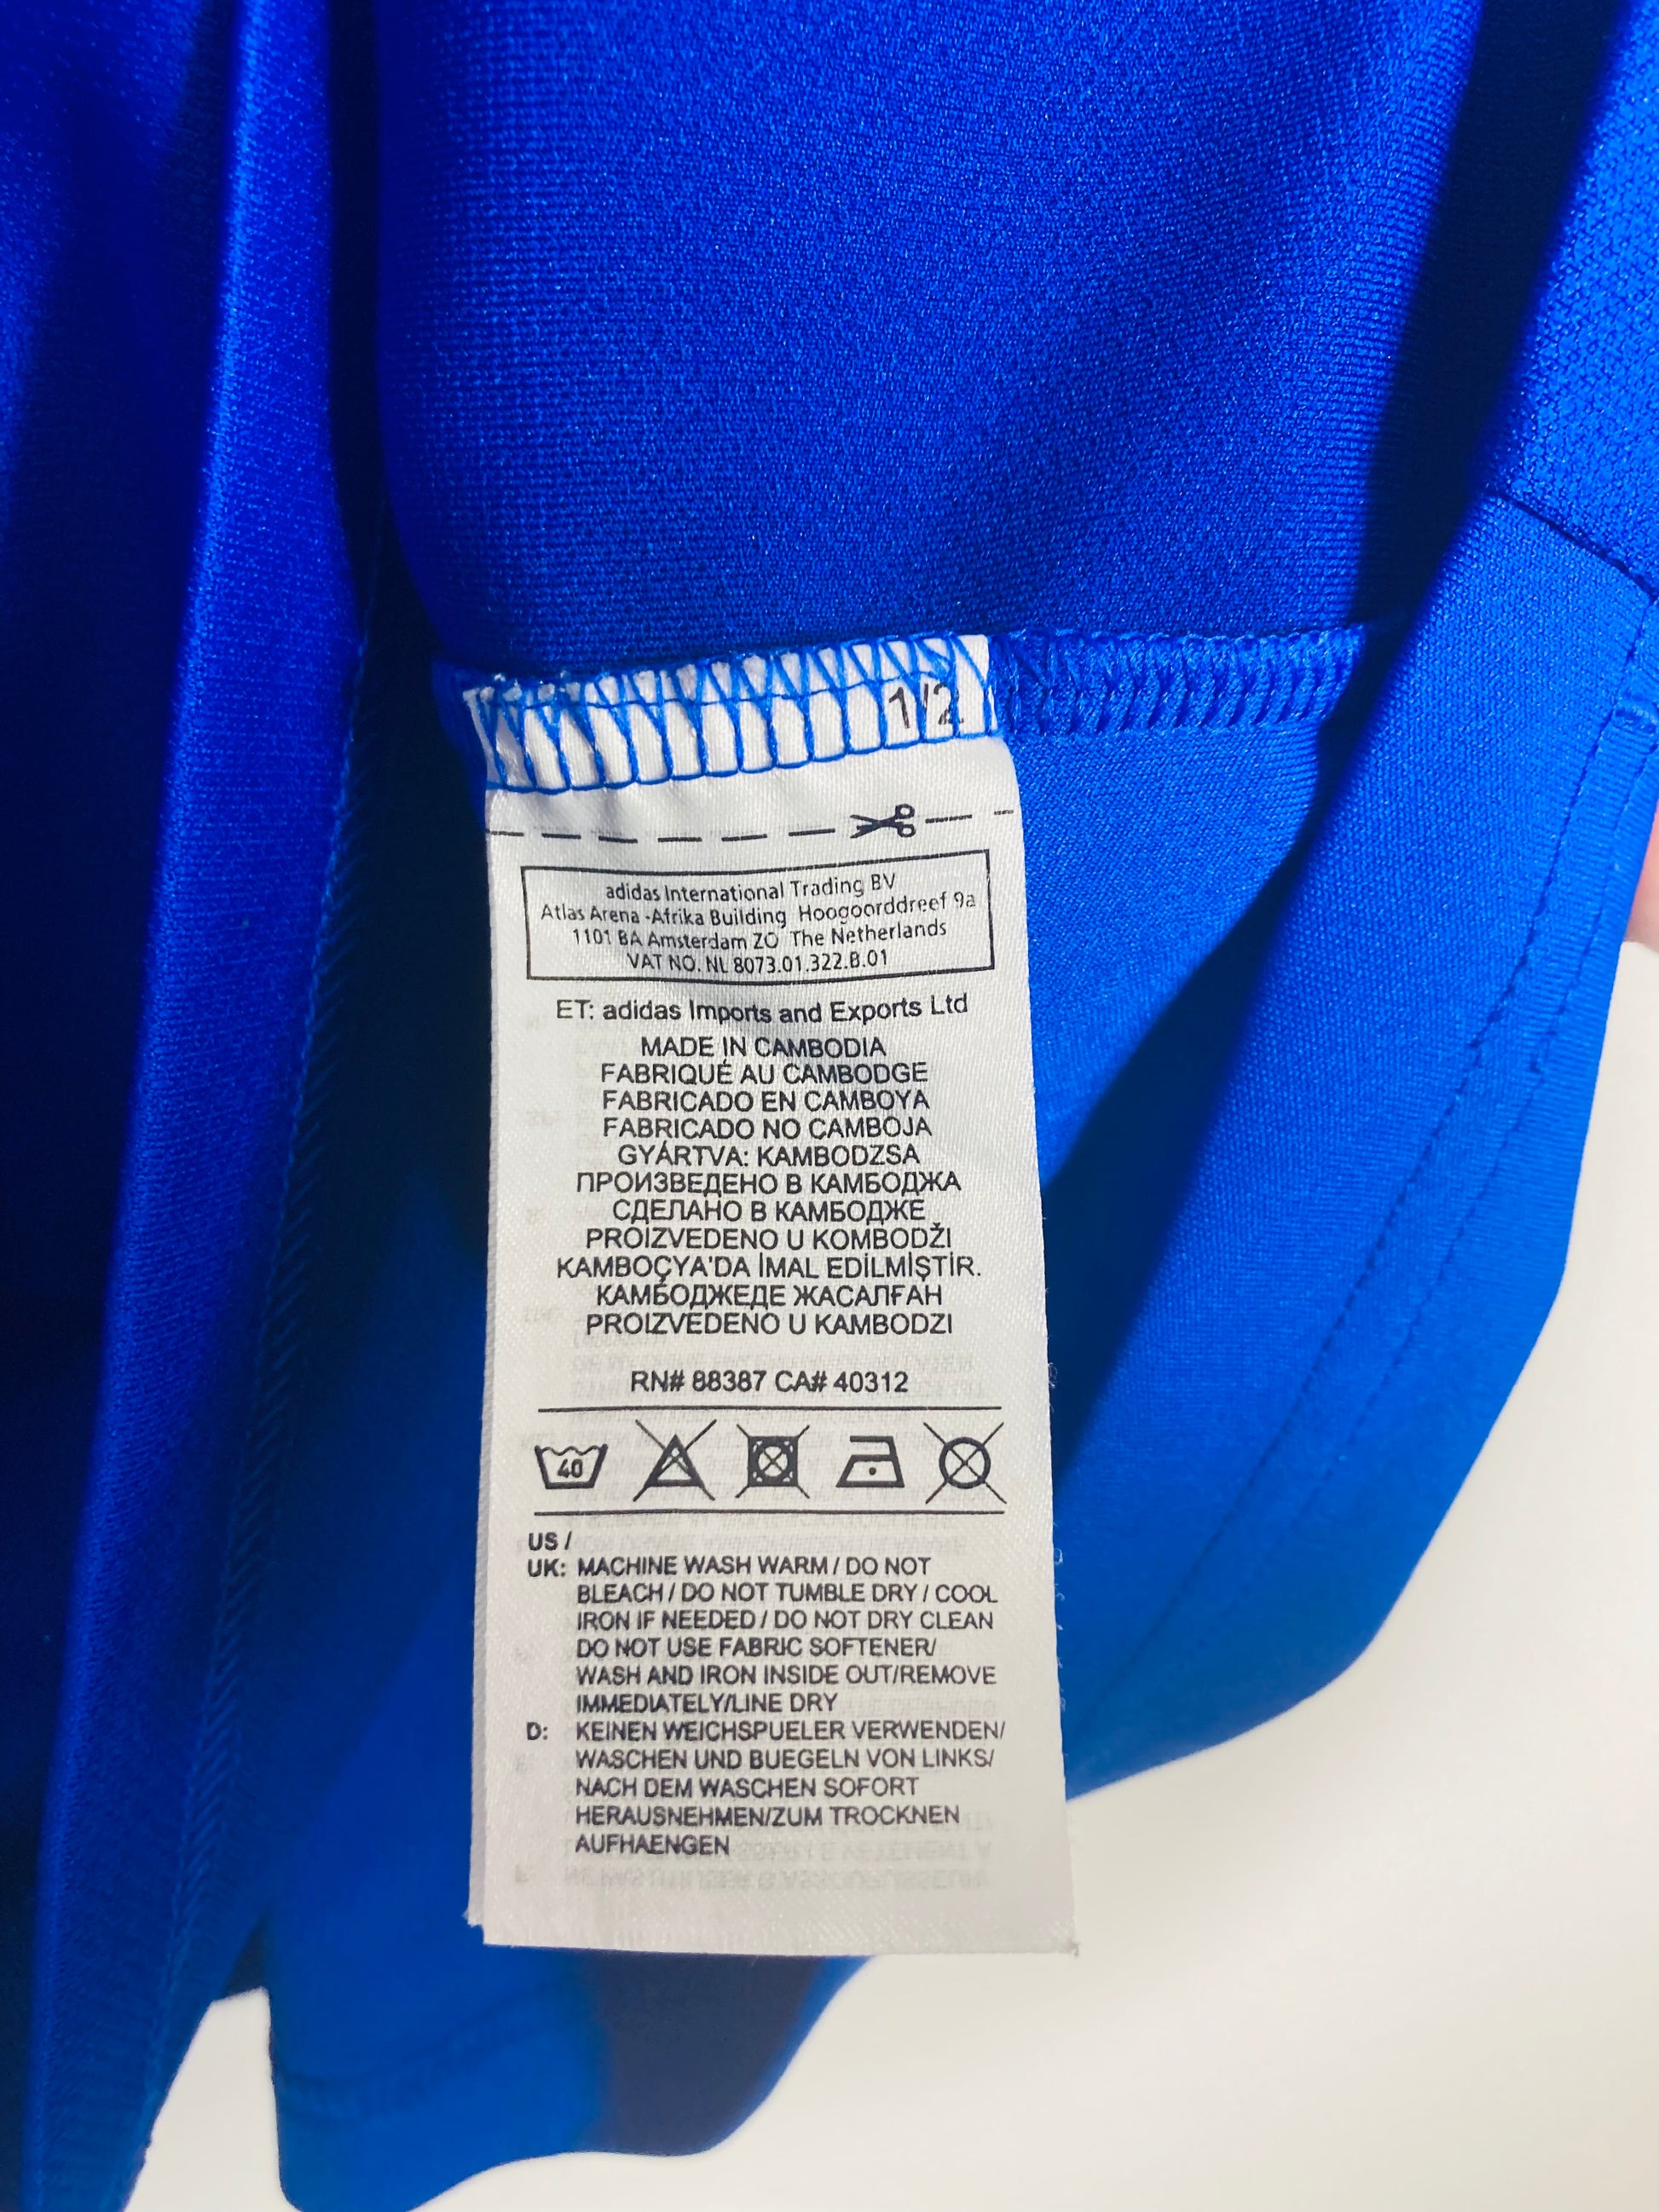 1/2
adidas International Trading BV
Atlas Arena -Afrika Building Hoogoorddreef 9a
1101 BA Amsterdam ZO The Netherlands
VAT NO. NL 8073.01.322.B.01
ET: adidas Imports and Exports Ltd
MADE IN CAMBODIA
FABRIQUÉ AU CAMBODGE
FABRICADO EN CAMBOYA
FABRICADO NO CAMBOJA
GYÁRTVA: KAMBODZSA
ПРОИЗВЕДЕНО В КАМБОДЖА
СДЕЛАНО В КАМБОДЖЕ
PROIZVEDENO U KOMBODŽI
KAMBOÇYA'DA İMAL EDİLMİŞTİR.
КАМБОДЖЕДЕ ЖАСАЛҒАН
PROIZVEDENO U KAMBODZI
RN# 88387 CA# 40312
40
US /
UK: MACHINE WASH WARM / DO NOT
BLEACH / DO NOT TUMBLE DRY / COOL
IRON IF NEEDED / DO NOT DRY CLEAN
DO NOT USE FABRIC SOFTENER/
WASH AND IRON INSIDE OUT/REMOVE
IMMEDIATELY/LINE DRY
D: KEINEN WEICHSPUELER VERWENDEN/
WASCHEN UND BUEGELN VON LINKS/
NACH DEM WASCHEN SOFORT
HERAUSNEHMEN/ZUM TROCKNEN
AUFHAENGEN